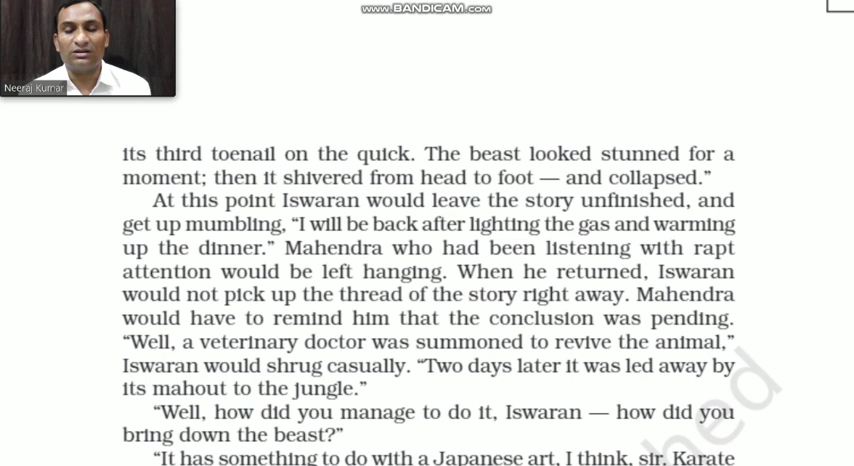 www.BANDICAM.com
Neeraj Kumar
its third toenail on the quick. The beast looked stunned for a
moment; then it shivered from head to foot — and collapsed.”
At this point Iswaran would leave the story unfinished, and
get up mumbling, “I will be back after lighting the gas and warming
up the dinner.” Mahendra who had been listening with rapt
attention would be left hanging. When he returned, Iswaran
would not pick up the thread of the story right away. Mahendra
would have to remind him that the conclusion was pending.
“Well, a veterinary doctor was summoned to revive the animal,”
Iswaran would shrug casually. “Two days later it was led away by
its mahout to the jungle.”
“Well, how did you manage to do it, Iswaran — how did you
bring down the beast?”
“It has something to do with a Japanese art, I think, sir. Karate
hed